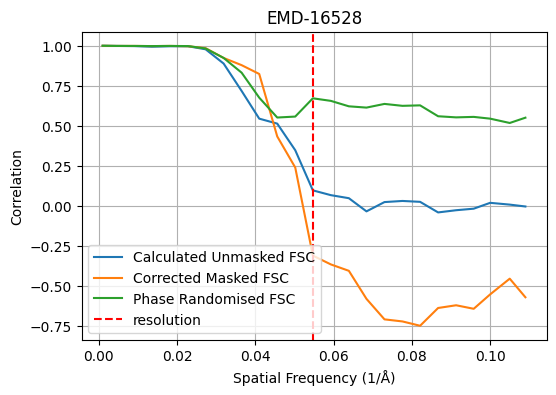 EMD-16528
1.00
0.75
0.50
0.25
0.00
−0.25
−0.50
−0.75
Correlation
Calculated Unmasked FSC
Corrected Masked FSC
Phase Randomised FSC
resolution
0.00 0.02 0.04 0.06 0.08 0.10
Spatial Frequency (1/Å)